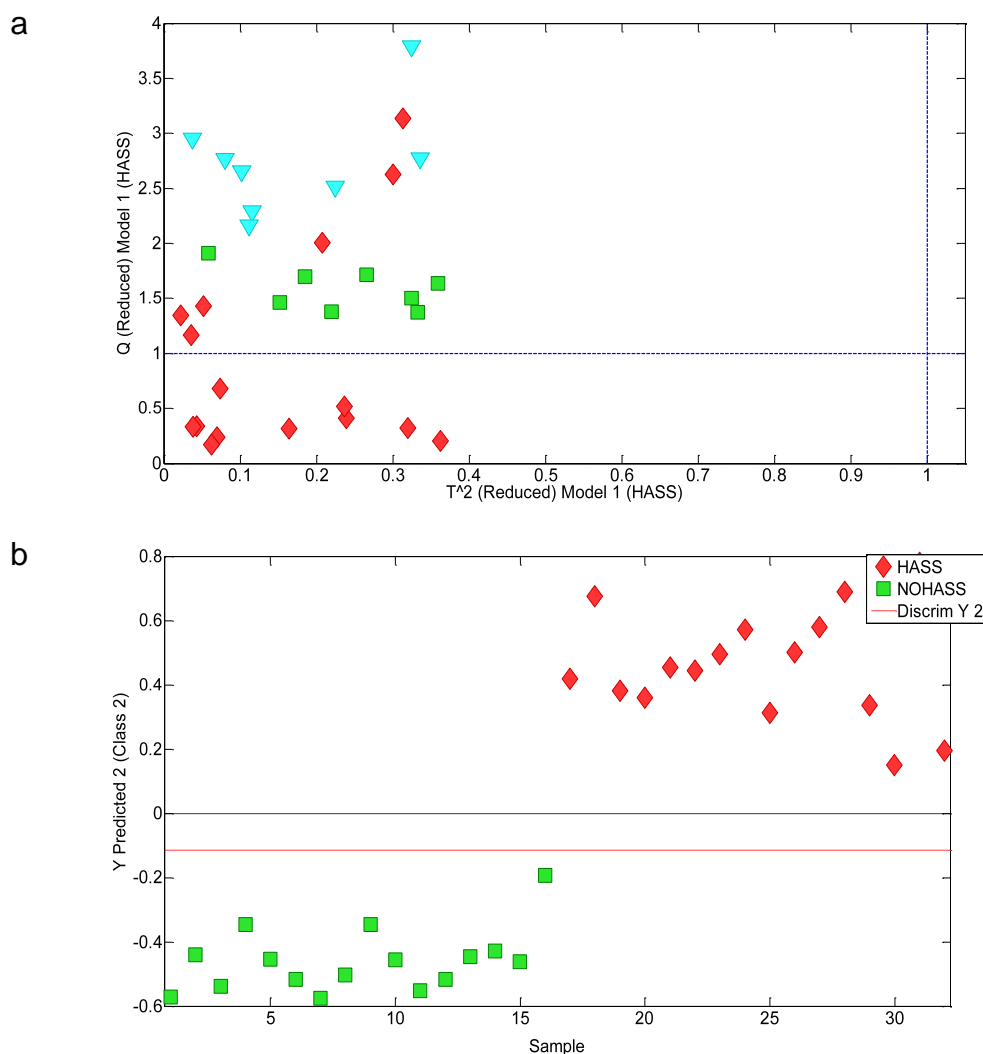 a
4
3.5
3
2.5
2
1.5
1
0.5
0
Q (Reduced) Model 1 (HASS)
0 0.1 0.2 0.3 0.4 0.5 0.6 0.7 0.8 0.9 1
T^2 (Reduced) Model 1 (HASS)
b
0.8
0.6
0.4
0.2
0
-0.2
-0.4
-0.6
Y Predicted 2 (Class 2)
HASS
NOHASS
Discrim Y 2
5 10 15 20 25 30
Sample